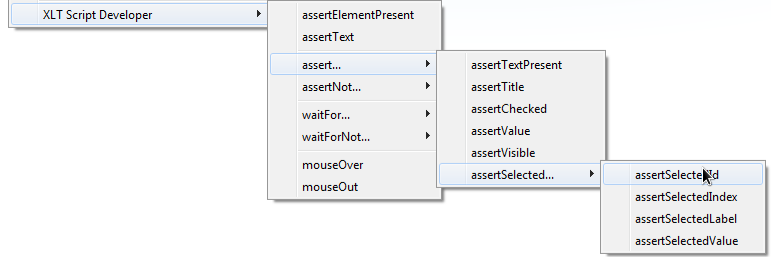 XLT Script Developer
assertElementPresent
assertText
assert...
assertNot...
waitFor...
waitForNot...
mouseOver
mouseOut
assertTextPresent
assertTitle
assertChecked
assertValue
assertVisible
assertSelected...
assertSelectedId
assertSelectedIndex
assertSelectedLabel
assertSelectedValue